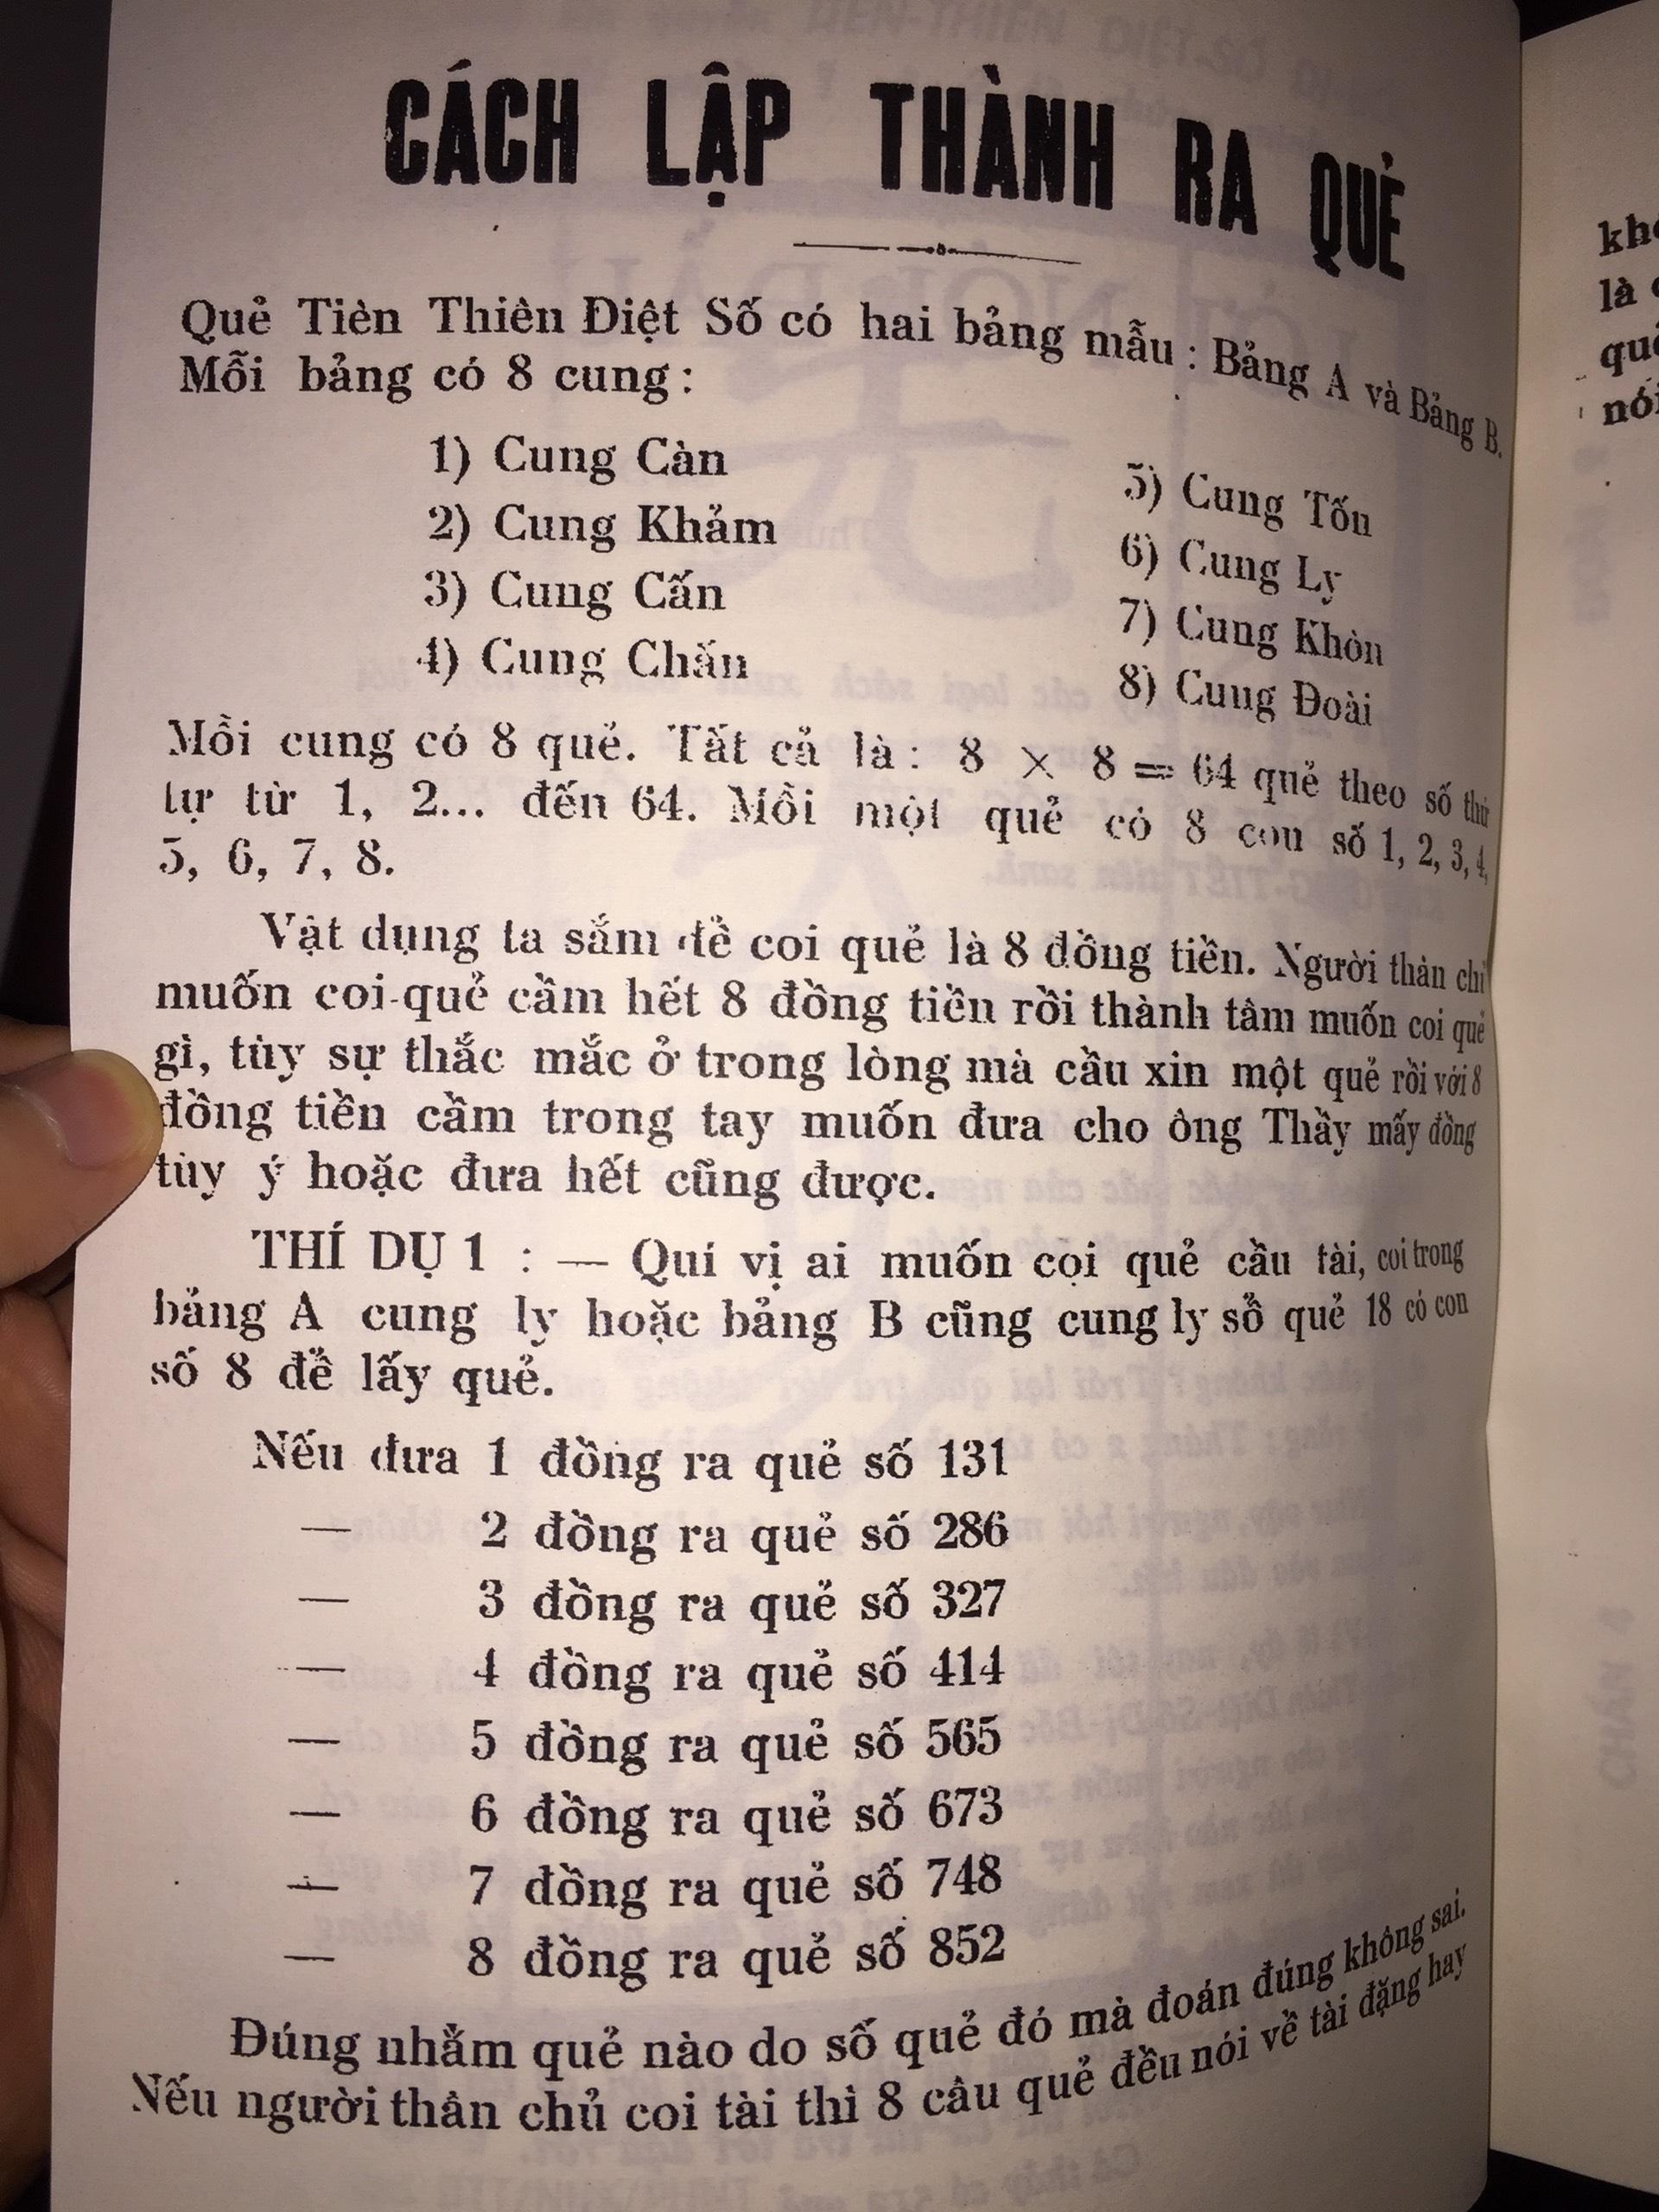 CÁCH LẬP THÀNH RA QUẺ
Quẻ Tiên Thiên Điệt Số có hai bảng mẫu : Bảng A và Bảng B.
Mỗi bảng có 8 cung :
1) Cung Càn
2) Cung Khảm
3) Cung Cấn
4) Cung Chấn
5) Cung Tốn
6) Cung Ly
7) Cung Khôn
8) Cung Đoài
Mỗi cung có 8 quẻ. Tất cả là : 8 × 8 = 64 quẻ theo số thứ
tự từ 1, 2... đến 64. Mỗi một quẻ có 8 con số 1, 2, 3, 4,
5, 6, 7, 8.
Vật dụng ta sắm để coi quẻ là 8 đồng tiền. Người thân chủ
muốn coi-quẻ cầm hết 8 đồng tiền rồi thành tâm muốn coi quẻ
gì, tùy sự thắc mắc ở trong lòng mà cầu xin một quẻ rồi với 8
đồng tiền cầm trong tay muốn đưa cho ông Thầy mấy đồng
tùy ý hoặc đưa hết cũng được.
THÍ DỤ 1 : — Quí vị ai muốn cọi quẻ cầu tài, coi trong
bảng A cung ly hoặc bảng B cũng cung ly sổ quẻ 18 có con
số 8 để lấy quẻ.
Nếu đưa 1 đồng ra quẻ số 131
— 2 đồng ra quẻ số 286
— 3 đồng ra quẻ số 327
— 4 đồng ra quẻ số 414
— 5 đồng ra quẻ số 565
— 6 đồng ra quẻ số 673
— 7 đồng ra quẻ số 748
— 8 đồng ra quẻ số 852
Đúng nhằm quẻ nào do số quẻ đó mà đoán đúng không sai.
Nếu người thân chủ coi tài thì 8 câu quẻ đều nói về tài đặng hay
là